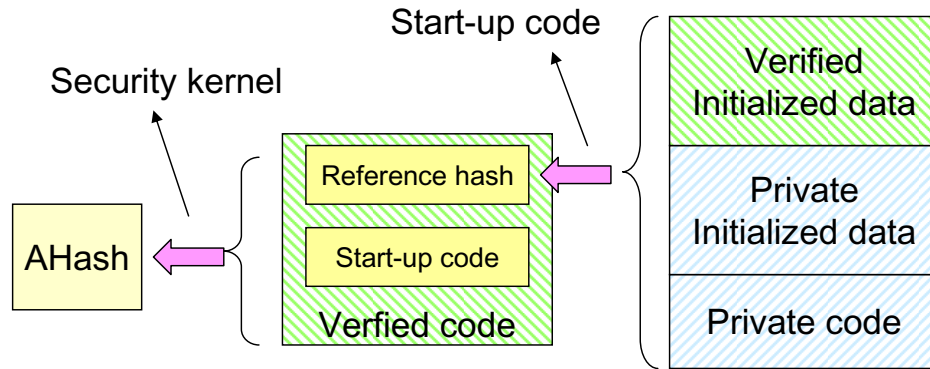 Start-up code
Security kernel
AHash
Reference hash
Start-up code
Verfied code
Verified
Initialized data
Private
Initialized data
Private code